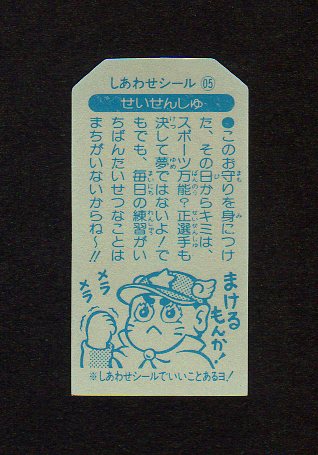 しあわせシール 05
せいせんしゅ
●このお守りを身につけ
た、その日からキミは、
スポーツ万能？正選手も
決して夢ではないよ！で
もでも、毎日の練習がい
ちばんたいせつなことは
まちがいないからね〜!!
まける
もんか！
メラ
メラ
※しあわせシールでいいことあるヨ！